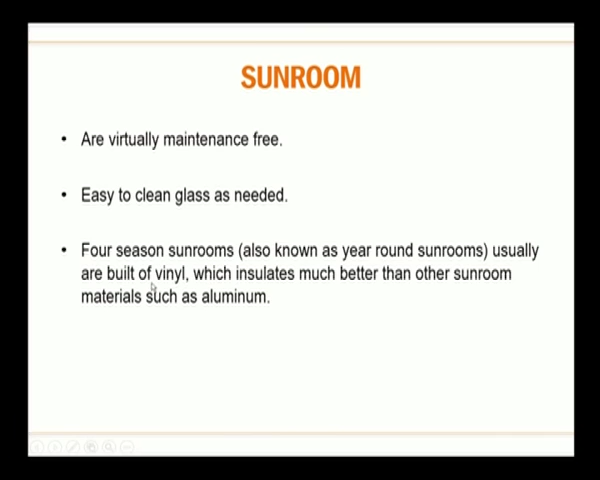 SUNROOM
• Are virtually maintenance free.
• Easy to clean glass as needed.
• Four season sunrooms (also known as year round sunrooms) usually
are built of vinyl, which insulates much better than other sunroom
materials such as aluminum.